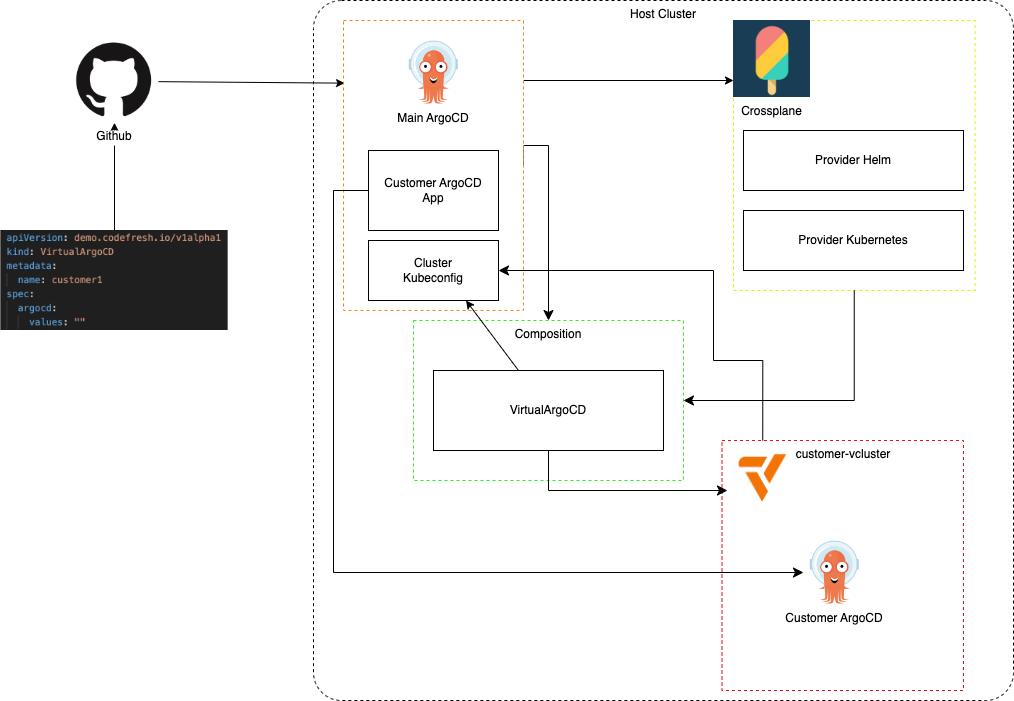 Host Cluster
Main ArgoCD
Crossplane
Github
Provider Helm
Customer ArgoCD
App
Provider Kubernetes
Cluster
Kubeconfig
apiVersion: demo.codefresh.io/v1alpha1
kind: VirtualArgoCD
metadata:
  name: customer1
spec:
  argocd:
    values: ""
Composition
VirtualArgoCD
customer-vcluster
Customer ArgoCD